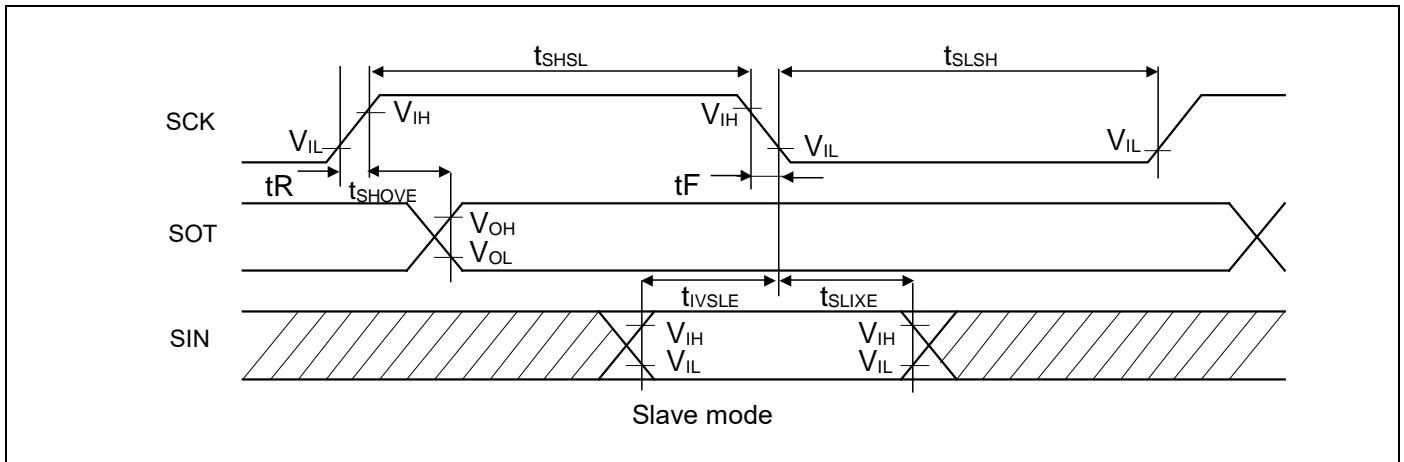 tSHSL
tSLSH
SCK
VIH
VIH
VIL
VIL
VIL
tR
tSHOVE
tF
SOT
VOH
VOL
tIVSLE
tSLIXE
SIN
VIH
VIH
VIL
VIL
Slave mode